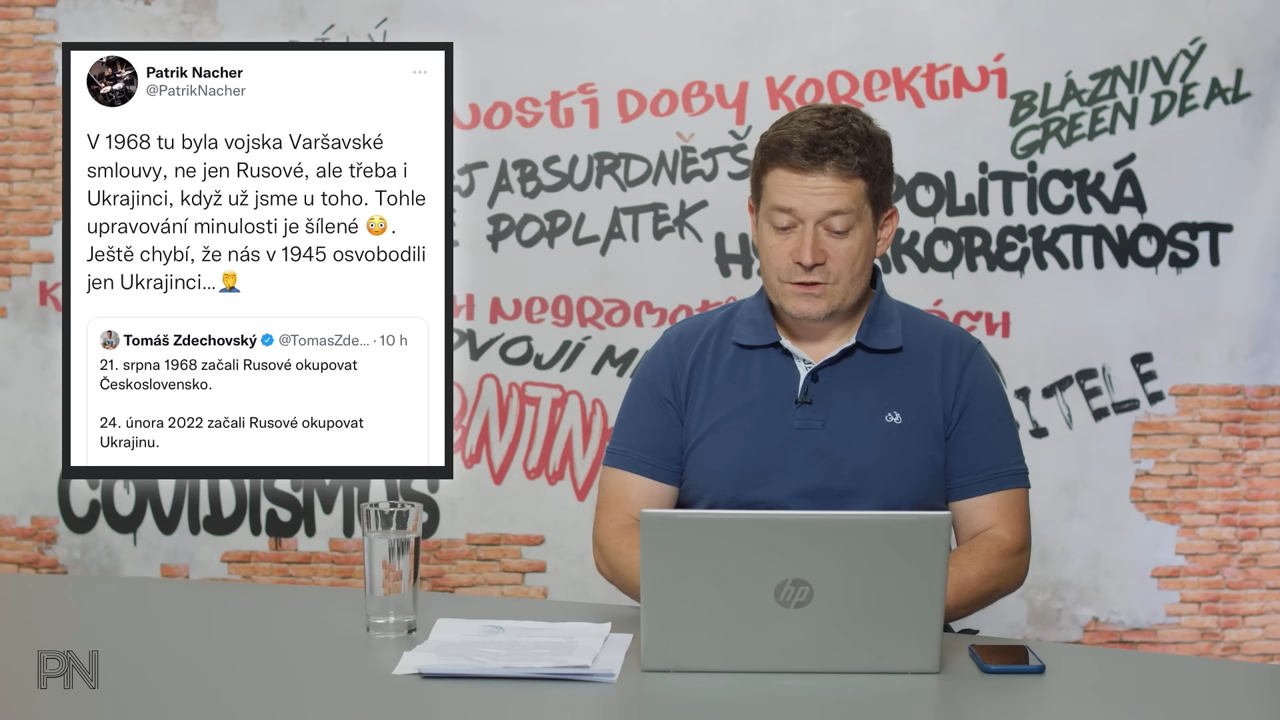 Patrik Nacher
@PatrikNacher
V 1968 tu byla vojska Varšavské
smlouvy, ne jen Rusové, ale třeba i
Ukrajinci, když už jsme u toho. Tohle
upravování minulosti je šílené 😳.
Ještě chybí, že nás v 1945 osvobodili
jen Ukrajinci...🤦‍♂️
Tomáš Zdechovský @TomasZde... · 10 h
21. srpna 1968 začali Rusové okupovat
Československo.
24. února 2022 začali Rusové okupovat
Ukrajinu.
NOSTI DOBY KOREKTNÍ
BLÁZNIVÝ
GREEN DEAL
J ABSURDNĚJŠ
POPLATEK
POLITICKÁ
KOREKTNOST
DVOJÍ M
ITELE
COVIDISMUS
hp
PN